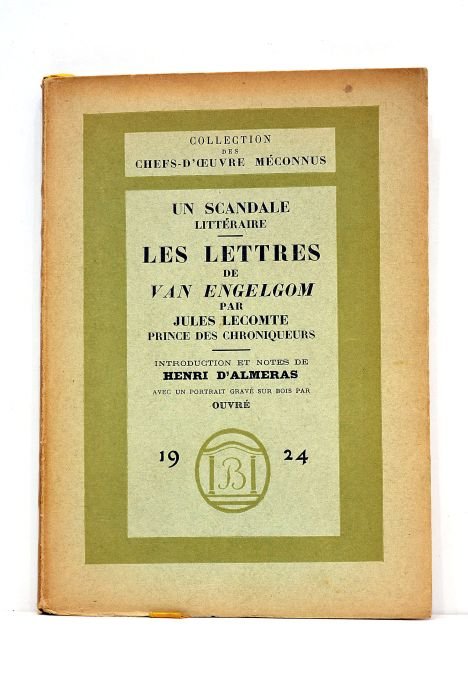 COLLECTION
DES
CHEFS-D'ŒUVRE MÉCONNUS
UN SCANDALE
LITTÉRAIRE
LES LETTRES
DE
VAN ENGELGOM
PAR
JULES LECOMTE
PRINCE DES CHRONIQUEURS
INTRODUCTION ET NOTES DE
HENRI D'ALMERAS
AVEC UN PORTRAIT GRAVÉ SUR BOIS PAR
OUVRÉ
19 B 24